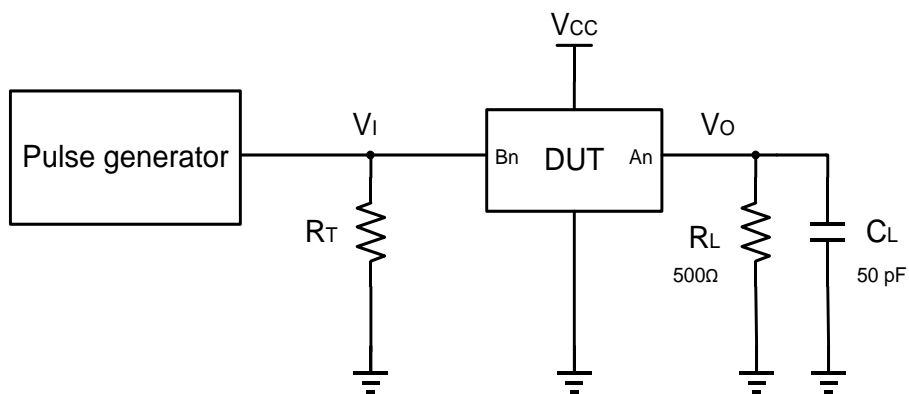 VCC
Pulse generator
VI
Bn
DUT
An
VO
RT
RL
500Ω
CL
50 pF